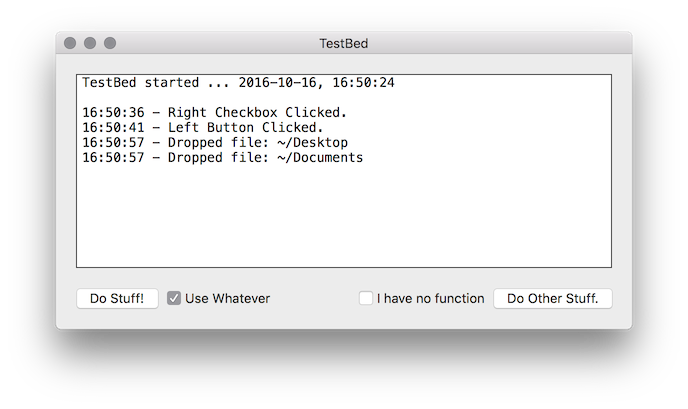 TestBed
TestBed started ... 2016-10-16, 16:50:24
16:50:36 - Right Checkbox Clicked.
16:50:41 - Left Button Clicked.
16:50:57 - Dropped file: ~/Desktop
16:50:57 - Dropped file: ~/Documents
Do Stuff! Use Whatever I have no function Do Other Stuff.